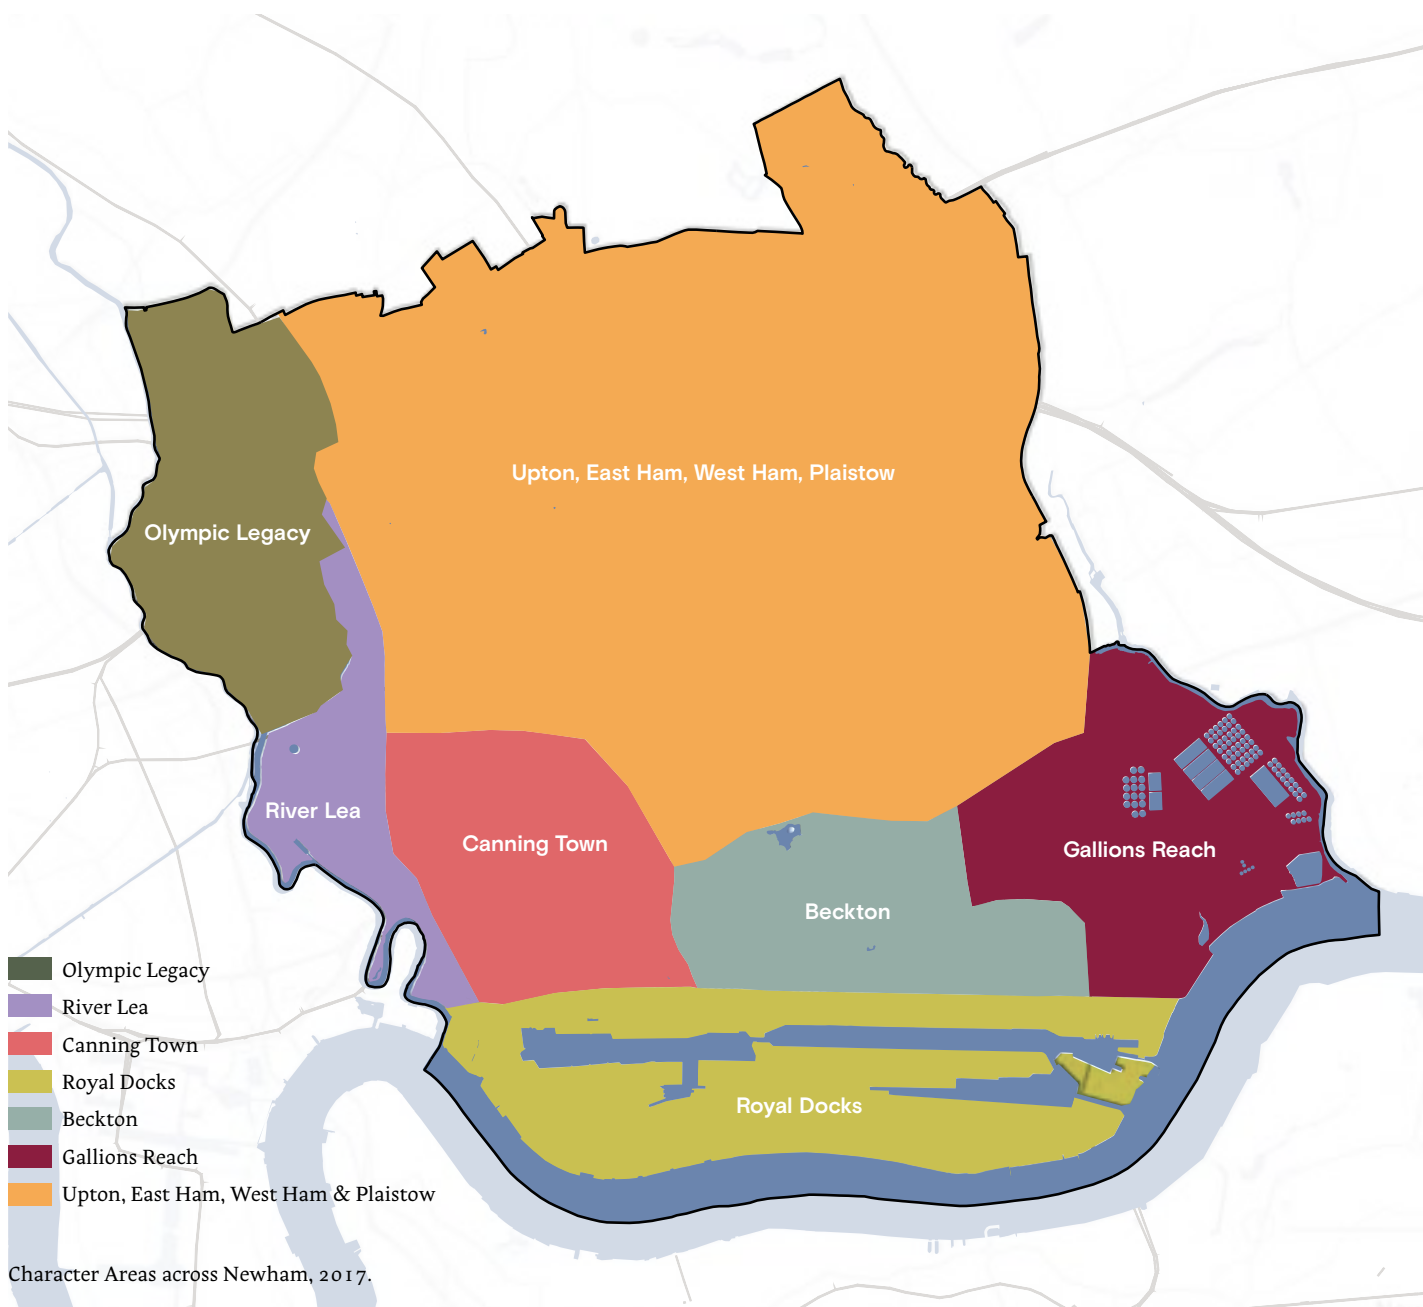 Upton, East Ham, West Ham, Plaistow
Olympic Legacy
River Lea
Canning Town
Gallions Reach
Beckton
Royal Docks
Olympic Legacy
River Lea
Canning Town
Royal Docks
Beckton
Gallions Reach
Upton, East Ham, West Ham & Plaistow
Character Areas across Newham, 2017.